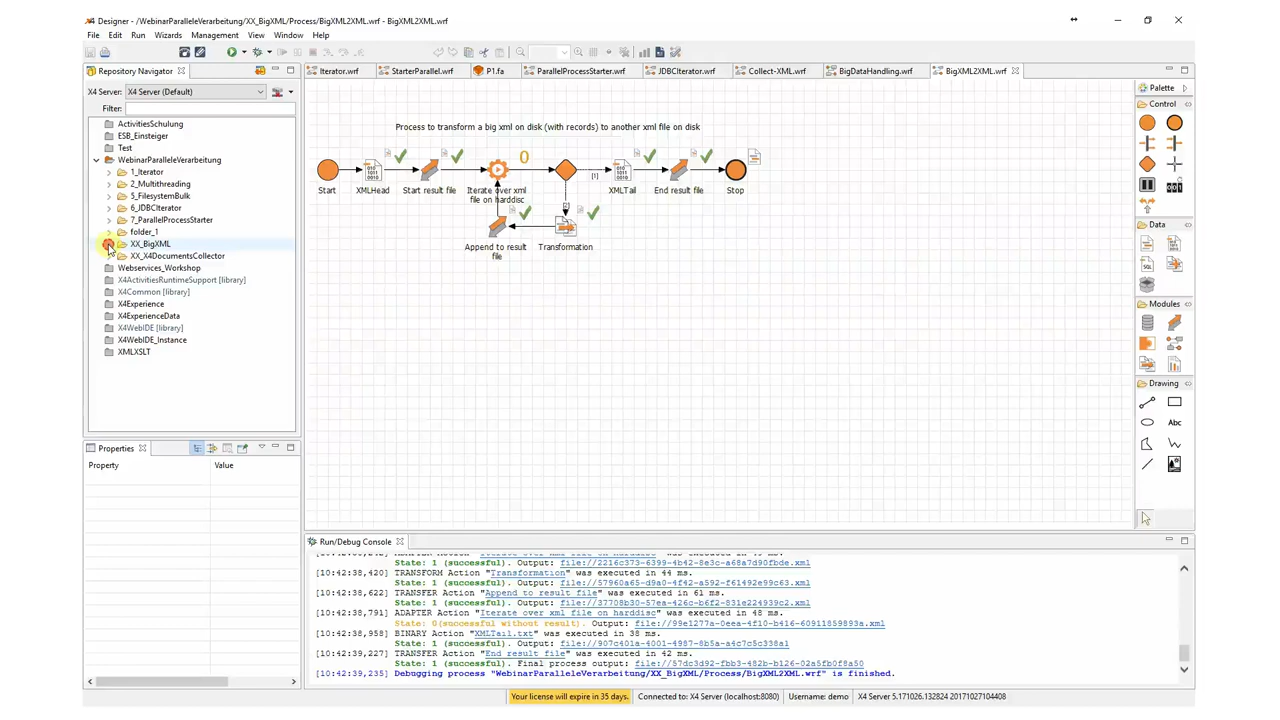 X4 Designer - /WebinarParalleleVerarbeitung/XX_BigXML/Process/BigXML2XML.wrf - BigXML2XML.wrf
File Edit Run Wizards Management View Window Help
Repository Navigator
X4 Server: X4 Server (Default)
Filter:
ActivitiesSchulung
ESB_Einsteiger
Test
WebinarParalleleVerarbeitung
1_Iterator
2_Multithreading
5_FilesystemBulk
6_JDBCIterator
7_ParallelProcessStarter
folder_1
XX_BigXML
XX_X4DocumentsCollector
Webservices_Workshop
X4ActivitiesRuntimeSupport [library]
X4Common [library]
X4Experience
X4ExperienceData
X4WebIDE [library]
X4WebIDE_Instance
XMLXSLT
Properties
Property Value
Iterator.wrf StarterParallel.wrf P1.fa ParallelProcessStarter.wrf JDBCIterator.wrf Collect-XML.wrf BigDataHandling.wrf BigXML2XML.wrf
Process to transform a big xml on disk (with records) to another xml file on disk
0
Start XMLHead Start result file Iterate over xml file on harddisc [1] XMLTail End result file Stop
Append to result file
Transformation
Palette
Control
Data
Modules
Drawing
Abc
Run/Debug Console
State: 1 (successful). Output: file://2216c373-6399-4b42-8e3c-a68a7d90fbde.xml
[10:42:38,420] TRANSFORM Action "Transformation" was executed in 44 ms.
State: 1 (successful). Output: file://57960a65-d9a0-4f42-a592-f61492e99c63.xml
[10:42:38,622] TRANSFER Action "Append to result file" was executed in 61 ms.
State: 1 (successful). Output: file://37708b30-57ea-426c-b6f2-831e224939c2.xml
[10:42:38,791] ADAPTER Action "Iterate over xml file on harddisc" was executed in 48 ms.
State: 0(successful without result). Output: file://99e1277a-0eea-4f10-b416-60911859893a.xml
[10:42:38,958] BINARY Action "XMLTail.txt" was executed in 38 ms.
State: 1 (successful). Output: file://907c401a-4001-4987-8b5a-a4c7c5c338a1
[10:42:39,227] TRANSFER Action "End result file" was executed in 42 ms.
State: 1 (successful). Final process output: file://57dc3d92-fbb3-482b-b126-02a5fb0f8a50
[10:42:39,235] Debugging process "WebinarParalleleVerarbeitung/XX_BigXML/Process/BigXML2XML.wrf" is finished.
Your license will expire in 35 days. Connected to: X4 Server (localhost:8080) Username: demo X4 Server 5.171026.132824 20171027104408